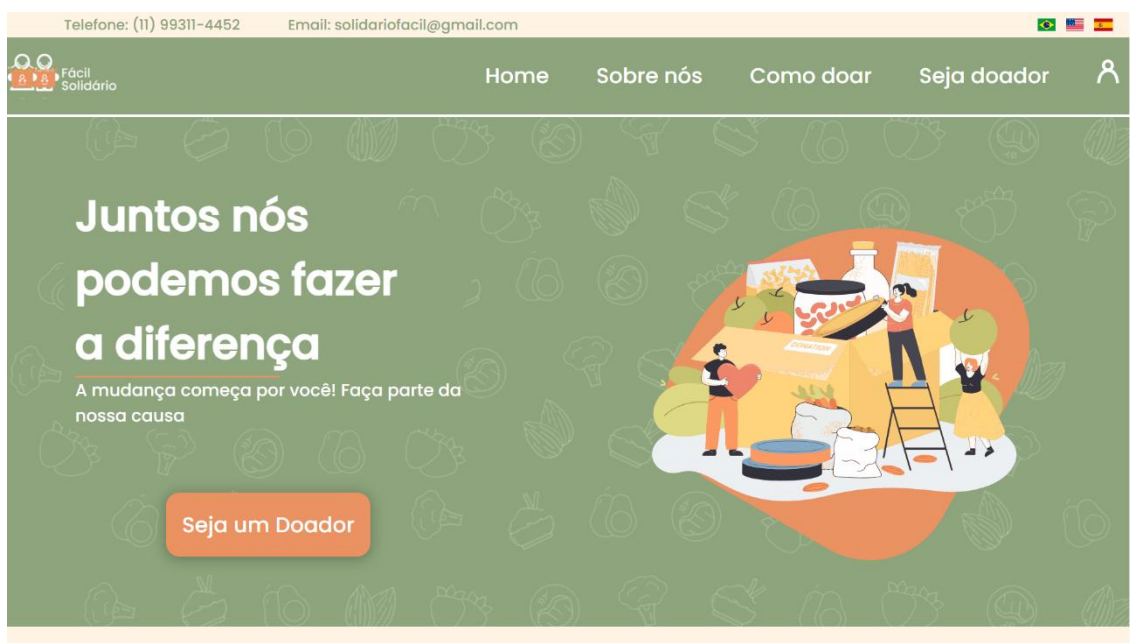 Telefone: (11) 99311-4452 Email: solidariofacil@gmail.com
Fácil
Solidário
Home Sobre nós Como doar Seja doador
Juntos nós
podemos fazer
a diferença
A mudança começa por você! Faça parte da
nossa causa
Seja um Doador
DONATION